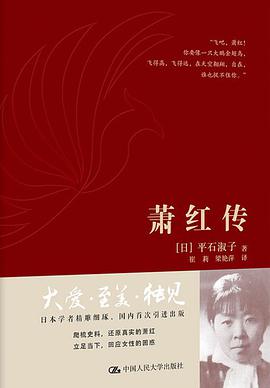 “飞吧，萧红！
你要像一只大鹏金翅鸟，
飞得高，飞得远，
在天空翱翔，自在，
谁也捉不住你。”
萧红传
[日] 平石淑子
崔 莉 梁艳萍 译
大爱·至美·独见
日本学者精雕细琢，国内首次引进出版
爬梳史料，还原真实的萧红
立足当下，回应女性的困惑
中国人民大学出版社